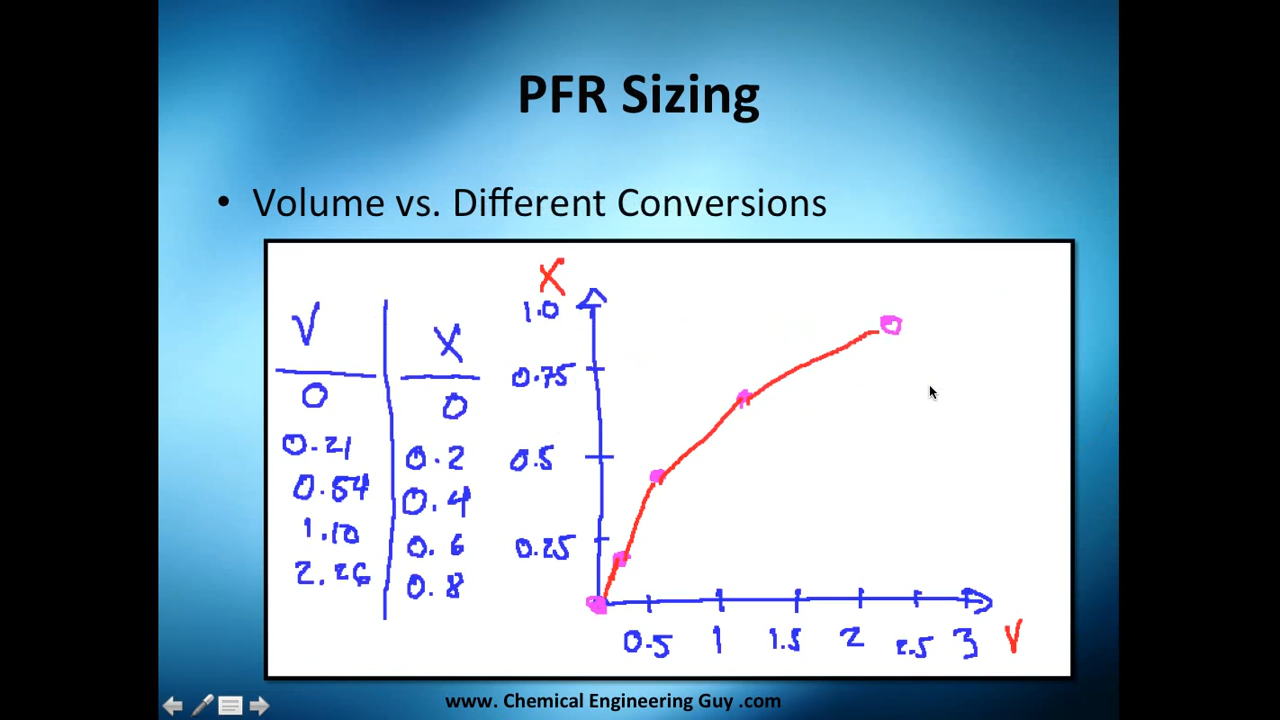 PFR Sizing
• Volume vs. Different Conversions
V X
0 0
0.21 0.2
0.54 0.4
1.10 0.6
2.26 0.8
X
1.0
0.75
0.5
0.25
0.5 1 1.5 2 2.5 3 V
www. Chemical Engineering Guy .com